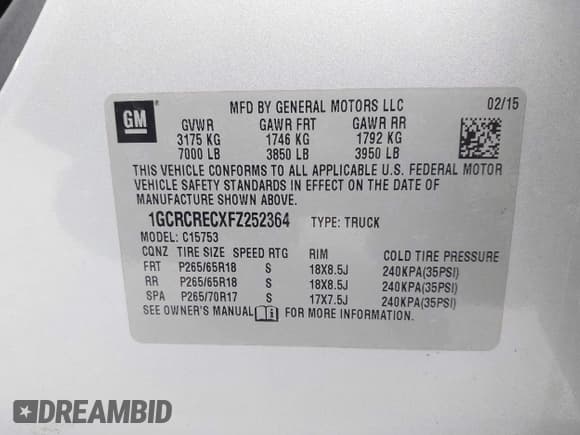 GM
MFD BY GENERAL MOTORS LLC 02/15
GVWR GAWR FRT GAWR RR
3175 KG 1746 KG 1792 KG
7000 LB 3850 LB 3950 LB
THIS VEHICLE CONFORMS TO ALL APPLICABLE U.S. FEDERAL MOTOR
VEHICLE SAFETY STANDARDS IN EFFECT ON THE DATE OF
MANUFACTURE SHOWN ABOVE.
1GCRCRECXFZ252364 TYPE: TRUCK
MODEL: C15753
CQNZ TIRE SIZE SPEED RTG RIM COLD TIRE PRESSURE
FRT P265/65R18 S 18X8.5J 240KPA(35PSI)
RR P265/65R18 S 18X8.5J 240KPA(35PSI)
SPA P265/70R17 S 17X7.5J 240KPA(35PSI)
SEE OWNER'S MANUAL FOR MORE INFORMATION.
DREAMBID